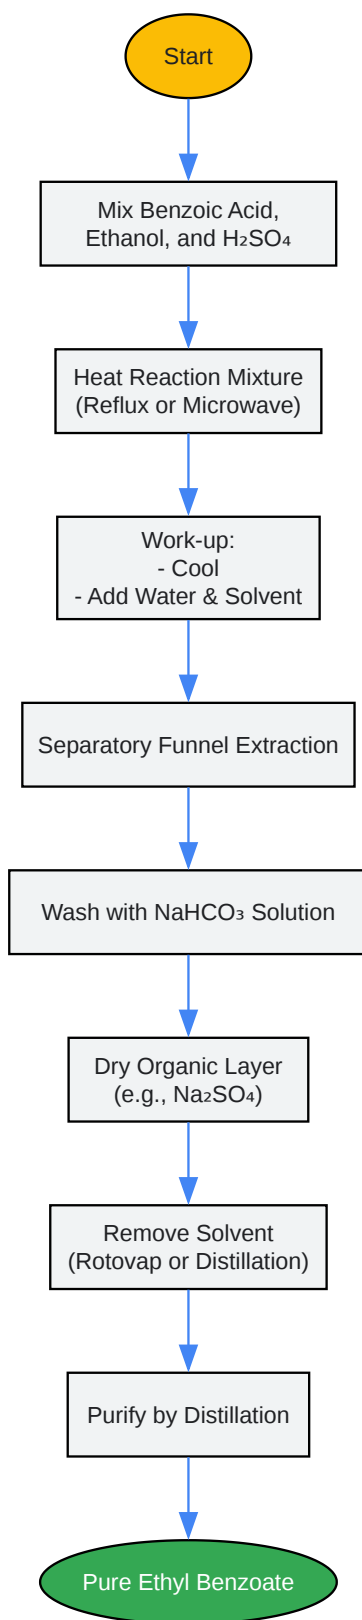 Start
Mix Benzoic Acid,
Ethanol, and H₂SO₄
Heat Reaction Mixture
(Reflux or Microwave)
Work-up:
- Cool
- Add Water & Solvent
Separatory Funnel Extraction
Wash with NaHCO₃ Solution
Dry Organic Layer
(e.g., Na₂SO₄)
Remove Solvent
(Rotovap or Distillation)
Purify by Distillation
Pure Ethyl Benzoate